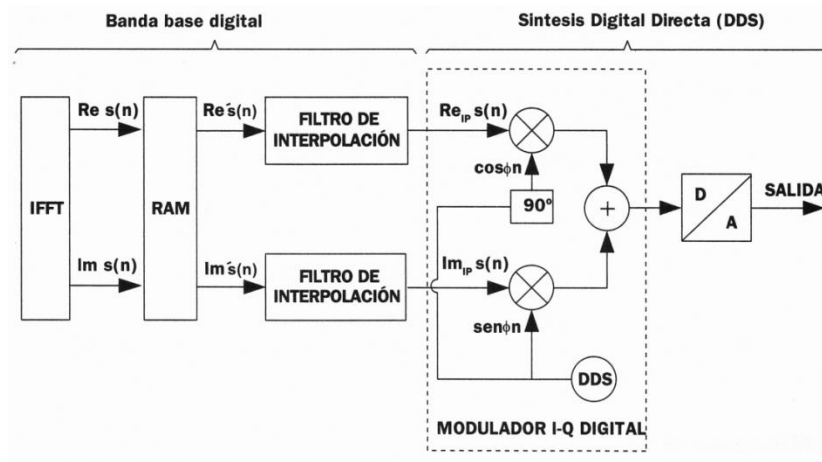 Banda base digital
Sintesis Digital Directa (DDS)
IFFT
Re s(n)
Im s(n)
RAM
Re´s(n)
Im´s(n)
FILTRO DE
INTERPOLACIÓN
FILTRO DE
INTERPOLACIÓN
Re_IP s(n)
cosϕn
90º
Im_IP s(n)
senϕn
DDS
+
MODULADOR I-Q DIGITAL
D
A
SALIDA